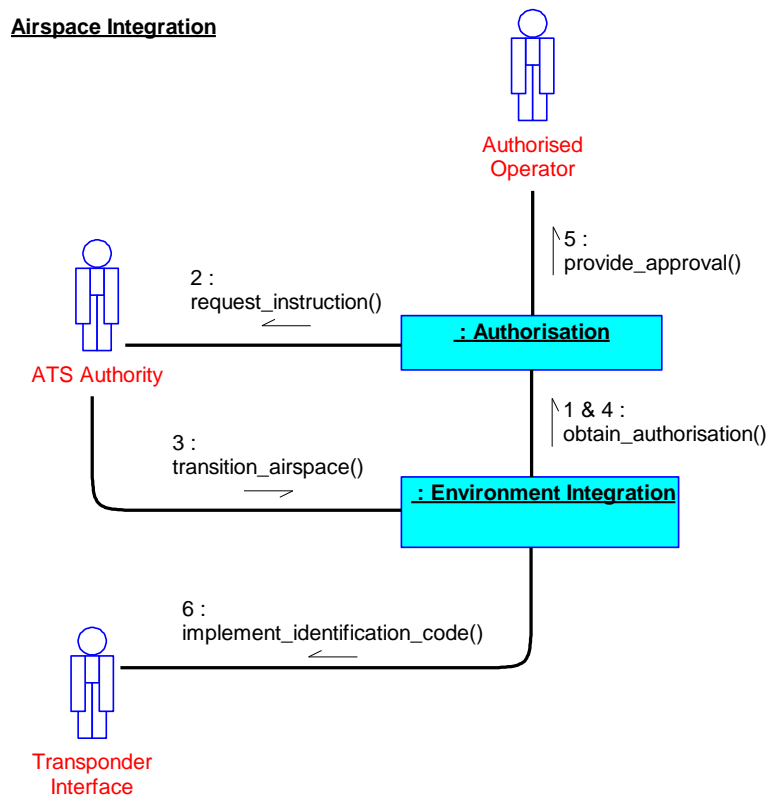 Airspace Integration
Authorised
Operator
5 :
provide_approval()
2 :
request_instruction()
: Authorisation
ATS Authority
1 & 4 :
obtain_authorisation()
3 :
transition_airspace()
: Environment Integration
6 :
implement_identification_code()
Transponder
Interface